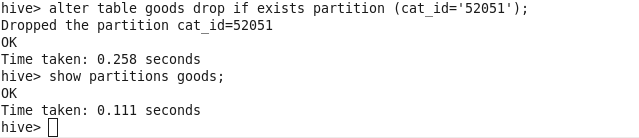 hive> alter table goods drop if exists partition (cat_id='52051');
Dropped the partition cat_id=52051
OK
Time taken: 0.258 seconds
hive> show partitions goods;
OK
Time taken: 0.111 seconds
hive>